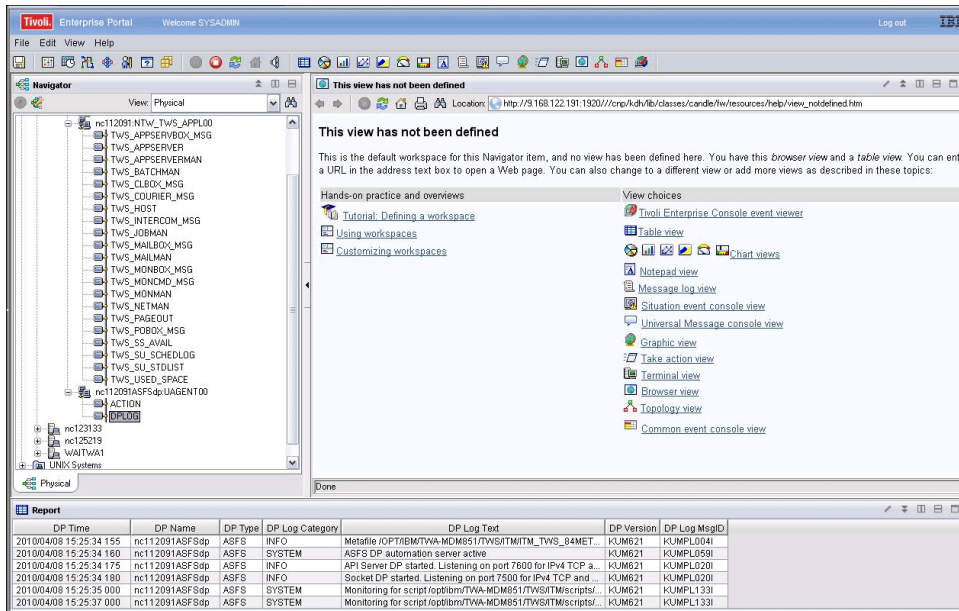 Tivoli. Enterprise Portal Welcome SYSADMIN Log out IBM
File Edit View Help
Navigator
View: Physical
nc112091:NTW_TWS_APPL00
TWS_APPSERVBOX_MSG
TWS_APPSERVER
TWS_APPSERVERMAN
TWS_BATCHMAN
TWS_CLBOX_MSG
TWS_COURIER_MSG
TWS_HOST
TWS_INTERCOM_MSG
TWS_JOBMAN
TWS_MAILBOX_MSG
TWS_MAILMAN
TWS_MONBOX_MSG
TWS_MONCMD_MSG
TWS_MONMAN
TWS_NETMAN
TWS_PAGEOUT
TWS_POBOX_MSG
TWS_SS_AVAIL
TWS_SU_SCHEDLOG
TWS_SU_STDLIST
TWS_USED_SPACE
nc112091ASFSdp:UAGENT00
ACTION
DPLOG
nc123133
nc125219
WAITWA1
UNIX Systems
Physical
This view has not been defined
Location: http://9.168.122.191:1920///cnp/kdh/lib/classes/candle/fw/resources/help/view_notdefined.htm
This view has not been defined
This is the default workspace for this Navigator item, and no view has been defined here. You have this browser view and a table view. You can ent
a URL in the address text box to open a Web page. You can also change to a different view or add more views as described in these topics:
Hands-on practice and overviews
Tutorial: Defining a workspace
Using workspaces
Customizing workspaces
View choices
Tivoli Enterprise Console event viewer
Table view
Chart views
Notepad view
Message log view
Situation event console view
Universal Message console view
Graphic view
Take action view
Terminal view
Browser view
Topology view
Common event console view
Done
Report
DP Time DP Name DP Type DP Log Category DP Log Text DP Version DP Log MsgID
2010/04/08 15:25:34 155 nc112091ASFSdp ASFS INFO Metafile /OPT/IBM/TWA-MDM851/TWS/ITM/ITM_TWS_84MET... KUM621 KUMPL004I
2010/04/08 15:25:34 160 nc112091ASFSdp ASFS SYSTEM ASFS DP automation server active KUM621 KUMPL059I
2010/04/08 15:25:34 175 nc112091ASFSdp ASFS INFO API Server DP started. Listening on port 7600 for IPv4 TCP a... KUM621 KUMPL020I
2010/04/08 15:25:34 180 nc112091ASFSdp ASFS INFO Socket DP started. Listening on port 7500 for IPv4 TCP and ... KUM621 KUMPL020I
2010/04/08 15:25:35 000 nc112091ASFSdp ASFS SYSTEM Monitoring for script /opt/ibm/TWA-MDM851/TWS/ITM/scripts/... KUM621 KUMPL133I
2010/04/08 15:25:37 000 nc112091ASFSdp ASFS SYSTEM Monitoring for script /opt/ibm/TWA-MDM851/TWS/ITM/scripts/... KUM621 KUMPL133I